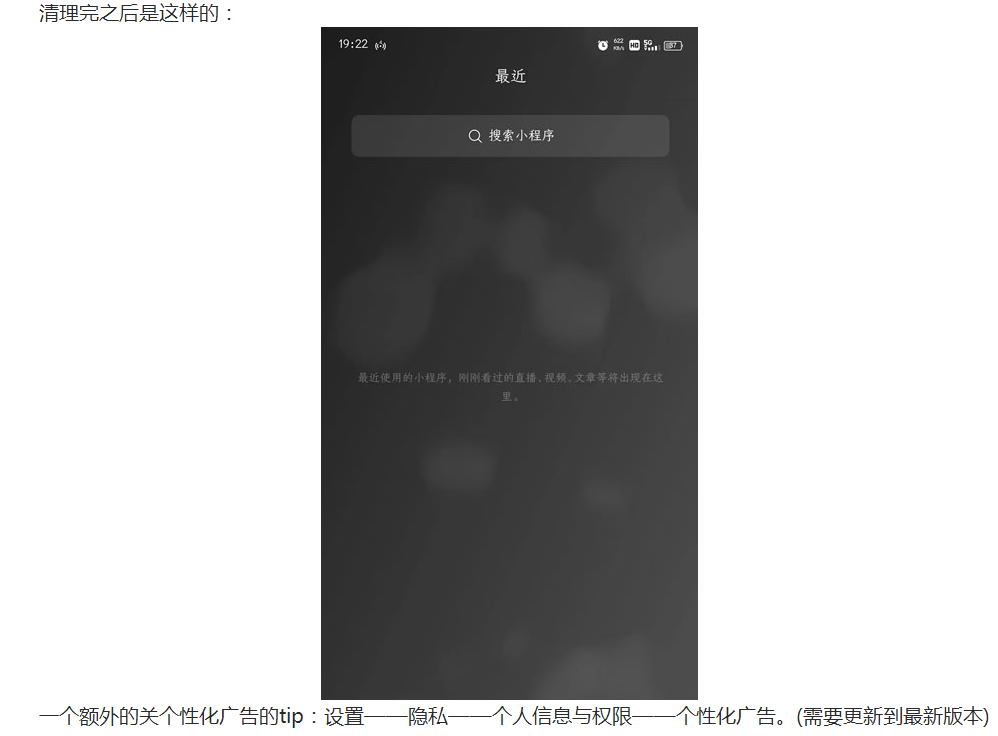 清理完之后是这样的：
19:22
622
KB/s
HD
5G
87
最近
搜索小程序
最近使用的小程序，刚刚看过的直播、视频、文章等将出现在这
里。
一个额外的关个性化广告的tip：设置——隐私——个人信息与权限——个性化广告。(需要更新到最新版本)